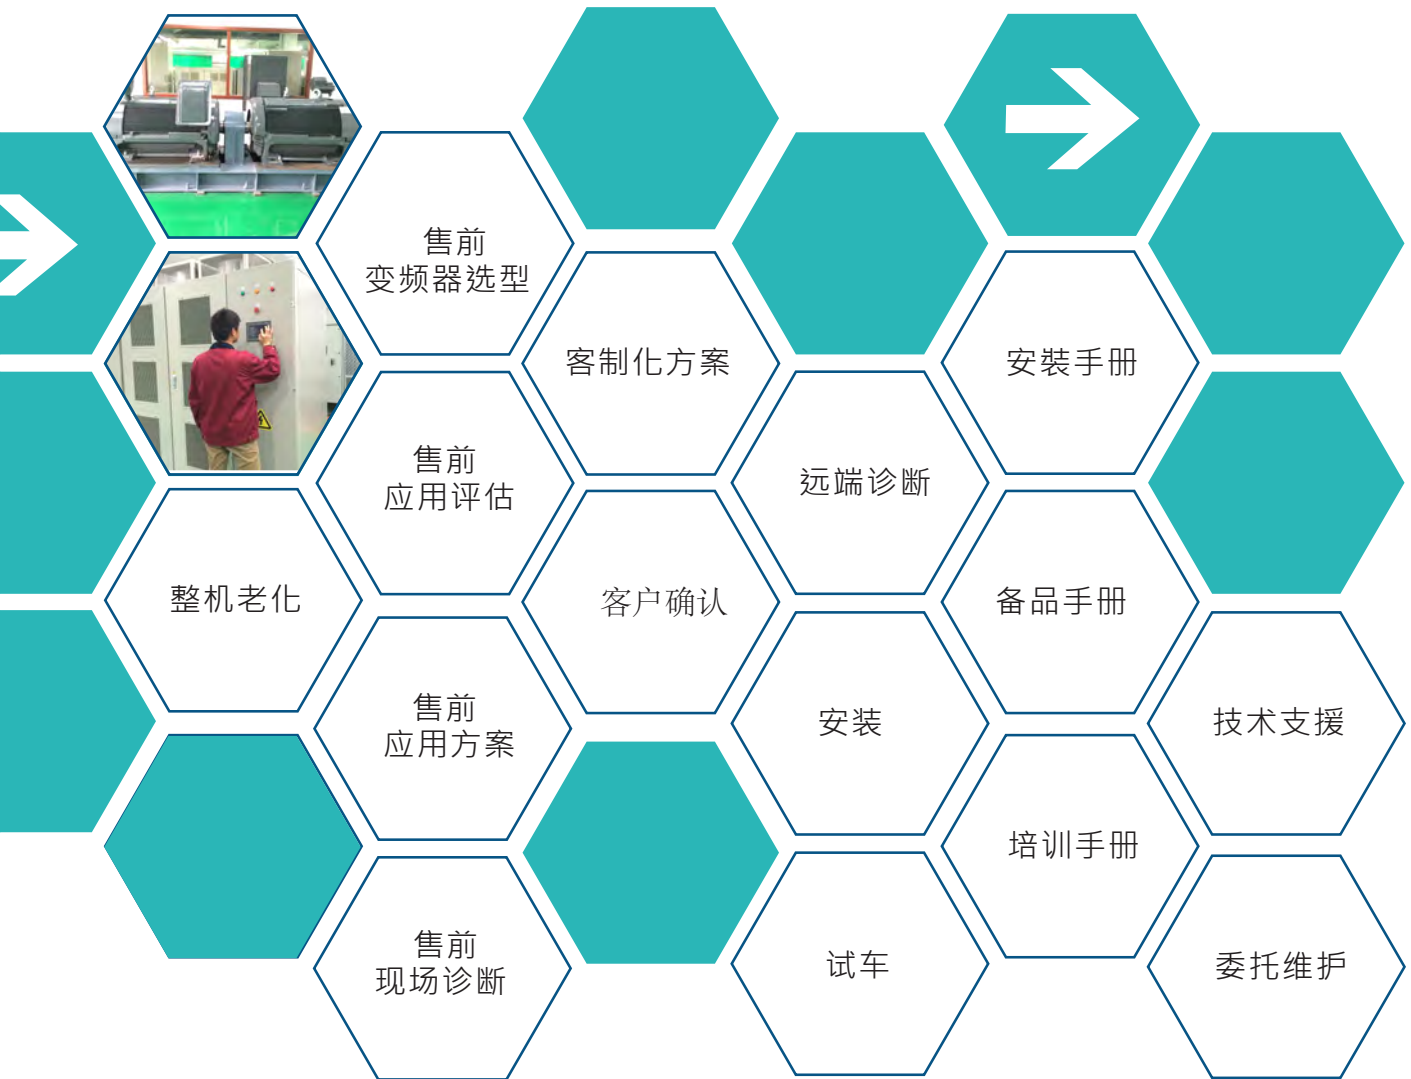 售前
变频器选型
客制化方案
安裝手册
售前
应用评估
远端诊断
整机老化
客户确认
备品手册
售前
应用方案
安装
技术支援
培训手册
售前
现场诊断
试车
委托维护